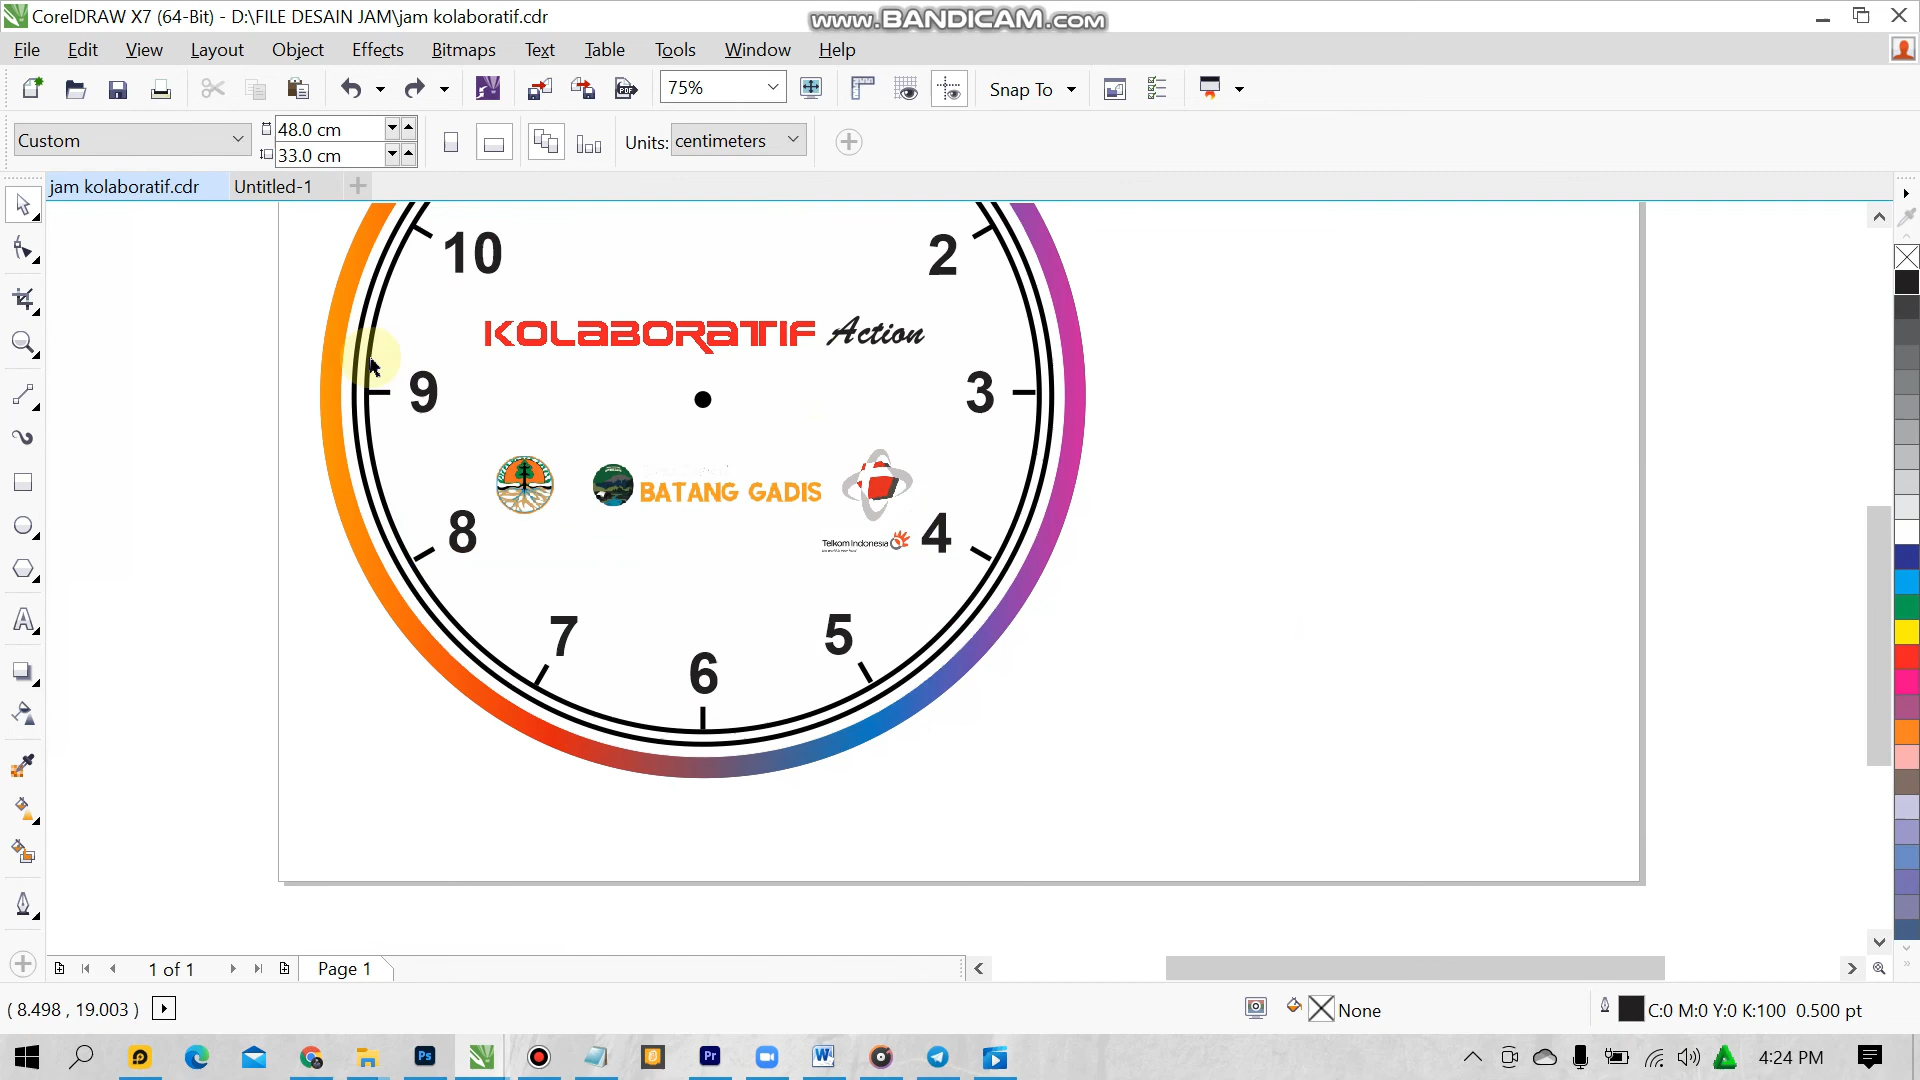 CorelDRAW X7 (64-Bit) - D:\FILE DESAIN JAM\jam kolaboratif.cdr
www.BANDICAM.com
File Edit View Layout Object Effects Bitmaps Text Table Tools Window Help
75% Snap To
Custom 48.0 cm Units: centimeters
33.0 cm
jam kolaboratif.cdr Untitled-1
10 2
KOLABORATIF Action
9 3
BATANG GADIS
8 Telkom Indonesia 4
7 5
6
1 of 1 Page 1
( 8.498 , 19.003 ) None C:0 M:0 Y:0 K:100 0.500 pt
4:24 PM